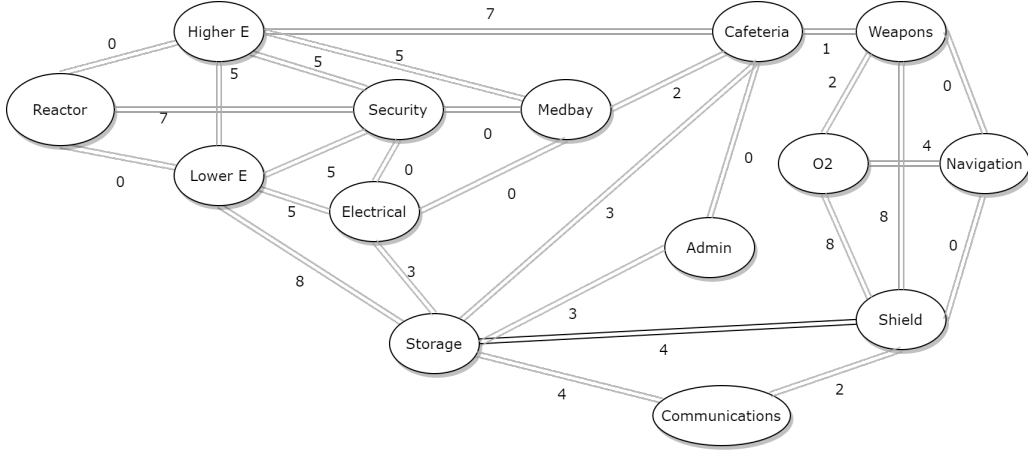 7
Higher E
Cafeteria
Weapons
0
1
5
5
5
2
0
2
Reactor
7
Security
Medbay
0
4
0
O2
Navigation
0
Lower E
5
0
0
5
Electrical
3
8
8
0
Admin
3
8
3
Shield
Storage
4
4
2
Communications